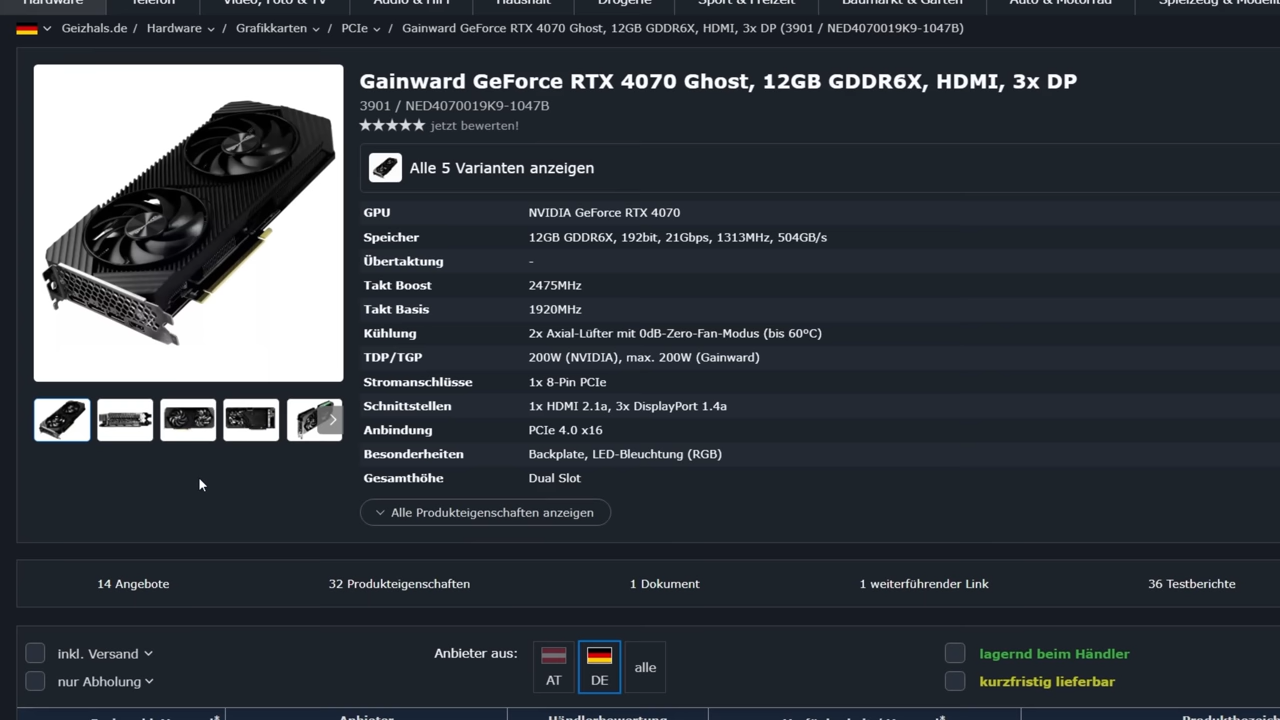 Hardware Telefon Video, Foto & TV Audio & HIFI Haushalt Drogerie Sport & Freizeit Baumarkt & Garten Auto & Motorrad
Geizhals.de / Hardware / Grafikkarten / PCIe / Gainward GeForce RTX 4070 Ghost, 12GB GDDR6X, HDMI, 3x DP (3901 / NED4070019K9-1047B)
Gainward GeForce RTX 4070 Ghost, 12GB GDDR6X, HDMI, 3x DP
3901 / NED4070019K9-1047B
jetzt bewerten!
Alle 5 Varianten anzeigen
GPU NVIDIA GeForce RTX 4070
Speicher 12GB GDDR6X, 192bit, 21Gbps, 1313MHz, 504GB/s
Übertaktung -
Takt Boost 2475MHz
Takt Basis 1920MHz
Kühlung 2x Axial-Lüfter mit 0dB-Zero-Fan-Modus (bis 60°C)
TDP/TGP 200W (NVIDIA), max. 200W (Gainward)
Stromanschlüsse 1x 8-Pin PCIe
Schnittstellen 1x HDMI 2.1a, 3x DisplayPort 1.4a
Anbindung PCIe 4.0 x16
Besonderheiten Backplate, LED-Bleuchtung (RGB)
Gesamthöhe Dual Slot
Alle Produkteigenschaften anzeigen
14 Angebote 32 Produkteigenschaften 1 Dokument 1 weiterführender Link 36 Testberichte
inkl. Versand Anbieter aus: AT DE alle lagernd beim Händler
nur Abholung kurzfristig lieferbar
Anbieter Händlerbewertung